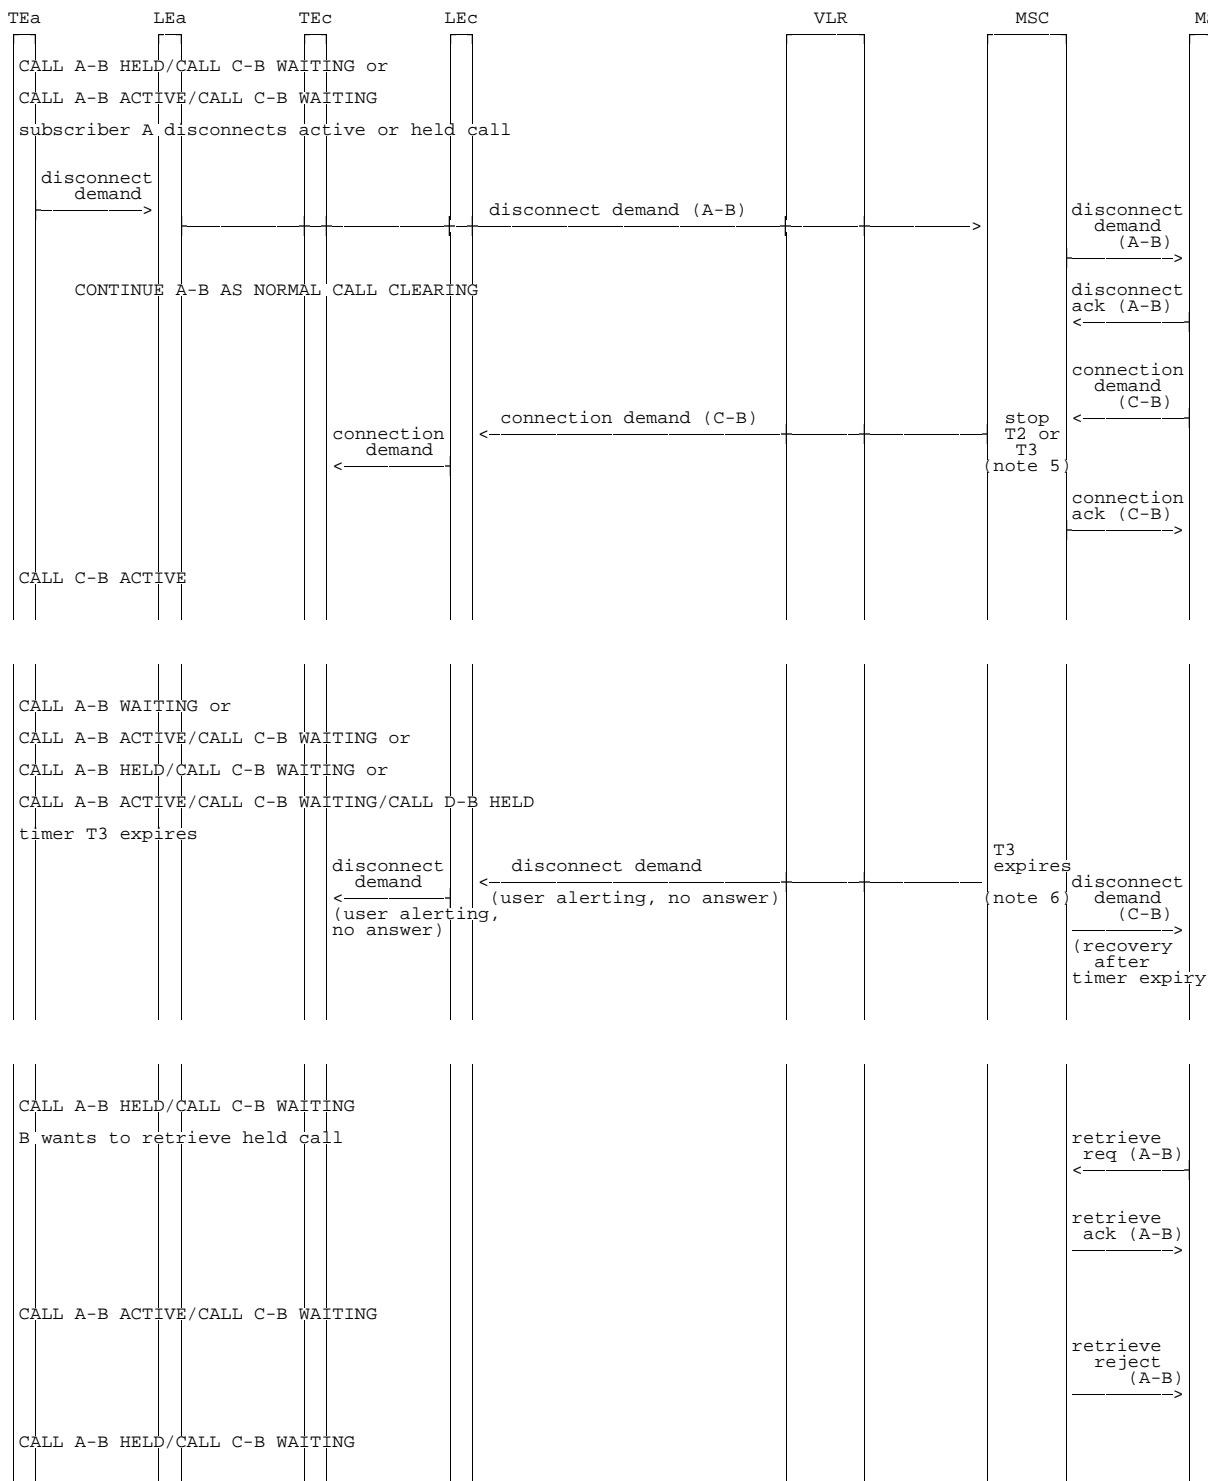 TEa LEa TEc LEc VLR MSC M
CALL A-B HELD/CALL C-B WAITING or
CALL A-B ACTIVE/CALL C-B WAITING
subscriber A disconnects active or held call
disconnect
demand
disconnect demand (A-B)
disconnect
demand
(A-B)
CONTINUE A-B AS NORMAL CALL CLEARING
disconnect
ack (A-B)
connection
demand
(C-B)
connection demand (C-B)
stop
T2 or
T3
(note 5)
connection
demand
connection
ack (C-B)
CALL C-B ACTIVE
CALL A-B WAITING or
CALL A-B ACTIVE/CALL C-B WAITING or
CALL A-B HELD/CALL C-B WAITING or
CALL A-B ACTIVE/CALL C-B WAITING/CALL D-B HELD
timer T3 expires
T3
expires
(note 6)
disconnect demand
(user alerting, no answer)
disconnect
demand
(user alerting,
no answer)
disconnect
demand
(C-B)
(recovery
after
timer expiry
CALL A-B HELD/CALL C-B WAITING
B wants to retrieve held call
retrieve
req (A-B)
retrieve
ack (A-B)
CALL A-B ACTIVE/CALL C-B WAITING
retrieve
reject
(A-B)
CALL A-B HELD/CALL C-B WAITING